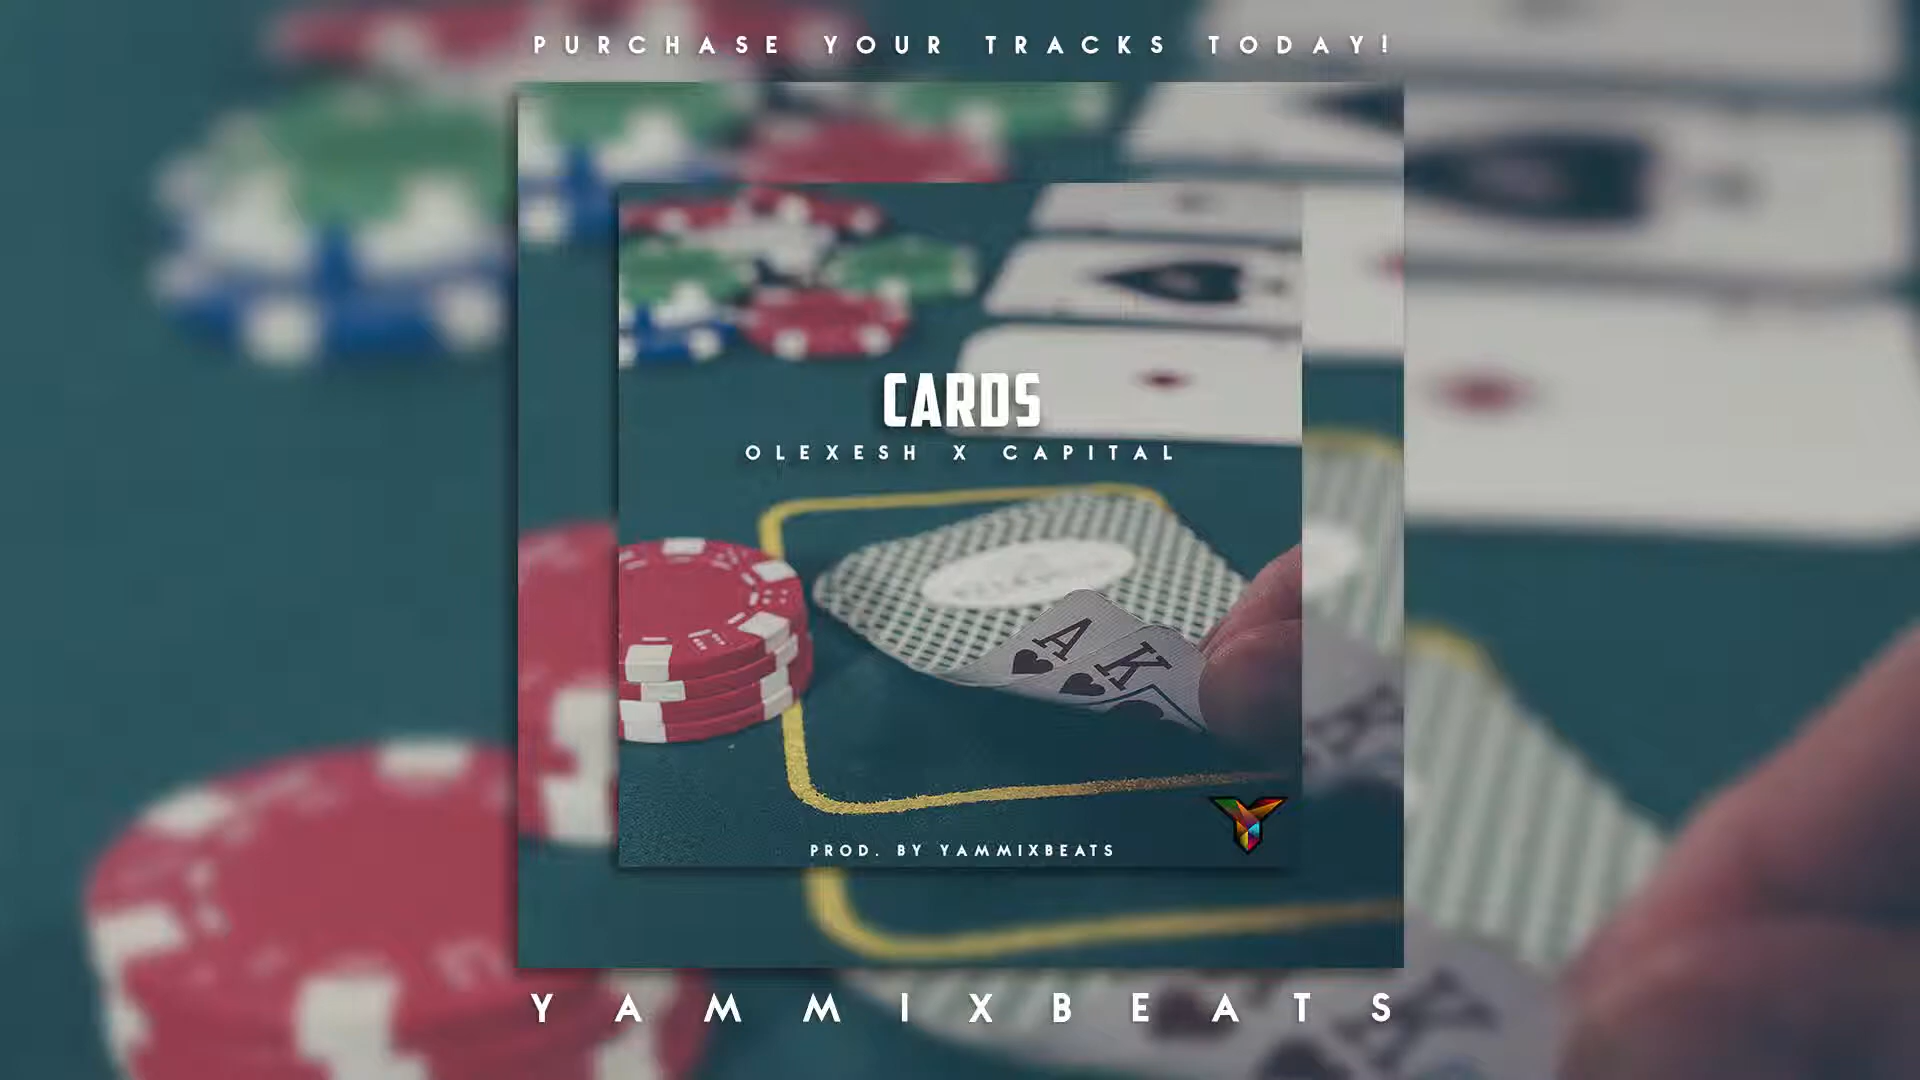 PURCHASE YOUR TRACKS TODAY!
CARDS
OLEXESH X CAPITAL
A K
PROD. BY YAMMIXBEATS
YAMMIXBEATS